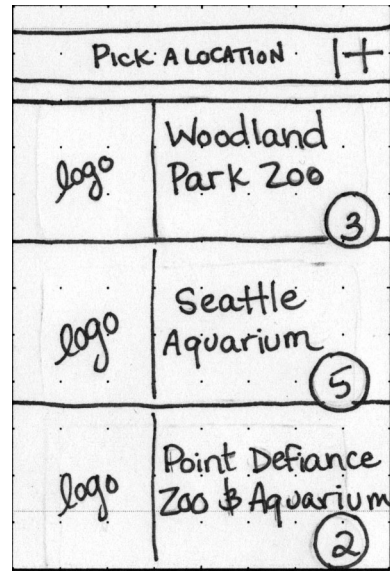 PICK A LOCATION +
logo
Woodland
Park Zoo
3
logo
Seattle
Aquarium
5
logo
Point Defiance
Zoo & Aquarium
2